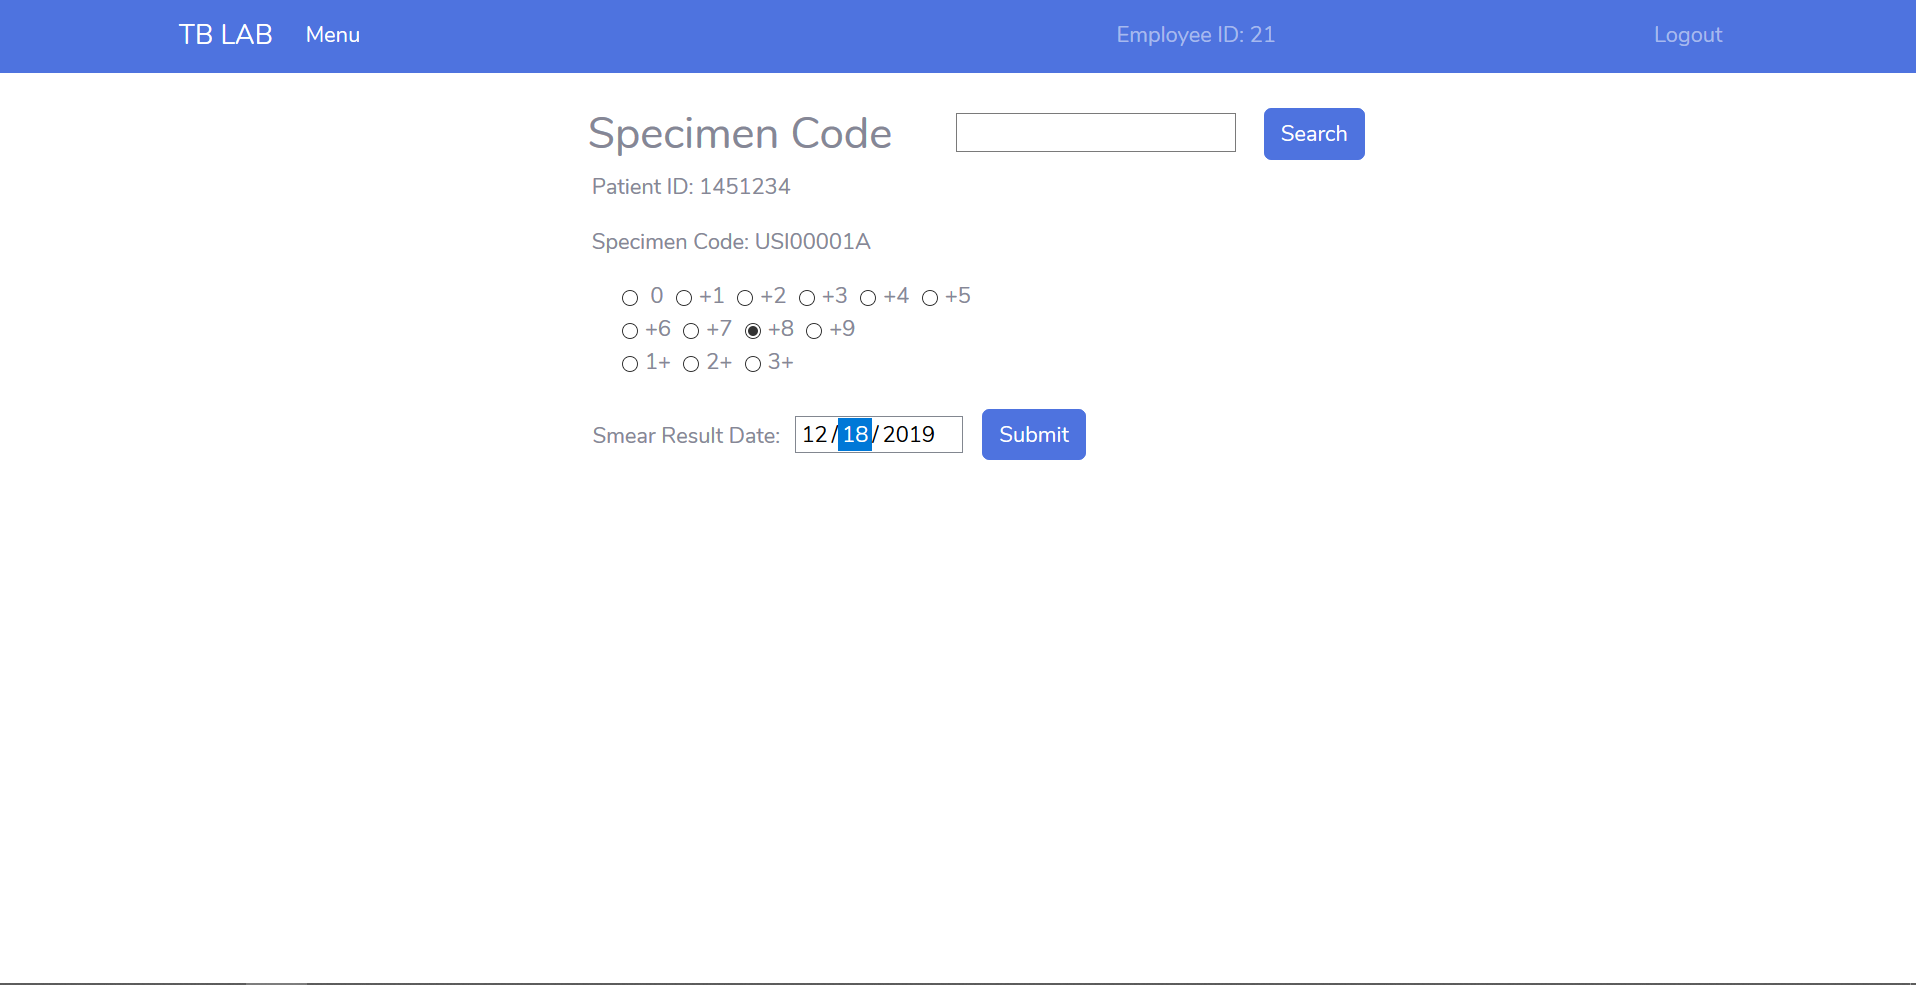 TB LAB Menu Employee ID: 21 Logout
Specimen Code Search
Patient ID: 1451234
Specimen Code: USI00001A
0 +1 +2 +3 +4 +5
+6 +7 +8 +9
1+ 2+ 3+
Smear Result Date: 12/18/2019 Submit